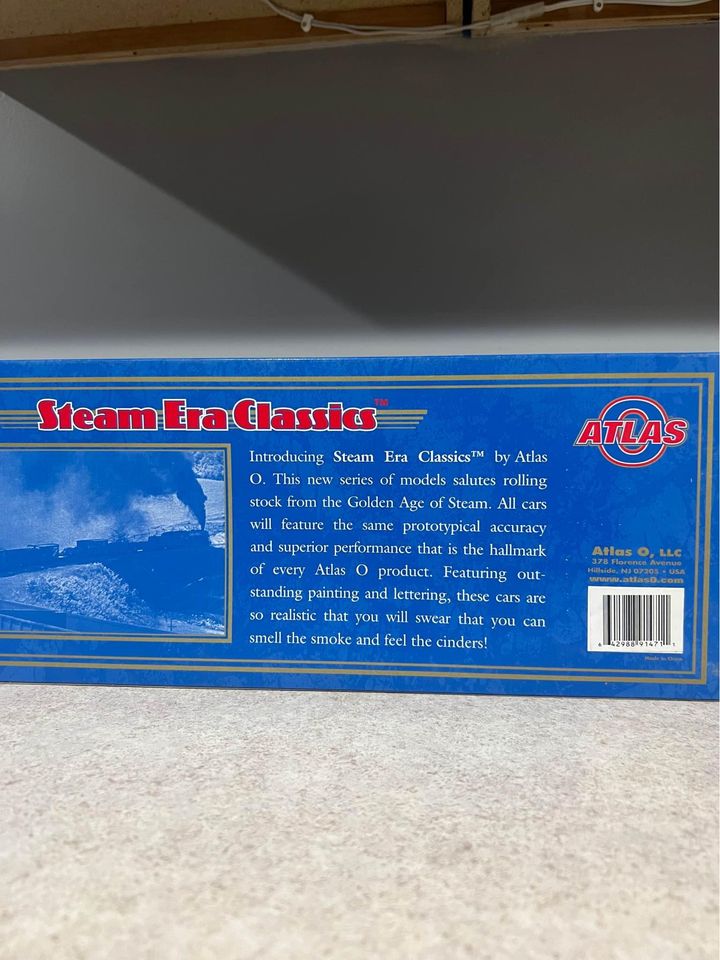 Steam Era Classics™
ATLAS
Introducing Steam Era Classics™ by Atlas
O. This new series of models salutes rolling
stock from the Golden Age of Steam. All cars
will feature the same prototypical accuracy
and superior performance that is the hallmark
of every Atlas O product. Featuring out-
standing painting and lettering, these cars are
so realistic that you will swear that you can
smell the smoke and feel the cinders!
Atlas O, LLC
378 Florence Avenue
Hillside, NJ 07205 • USA
www.atlasO.com
6 42988 91471 1
Made in China